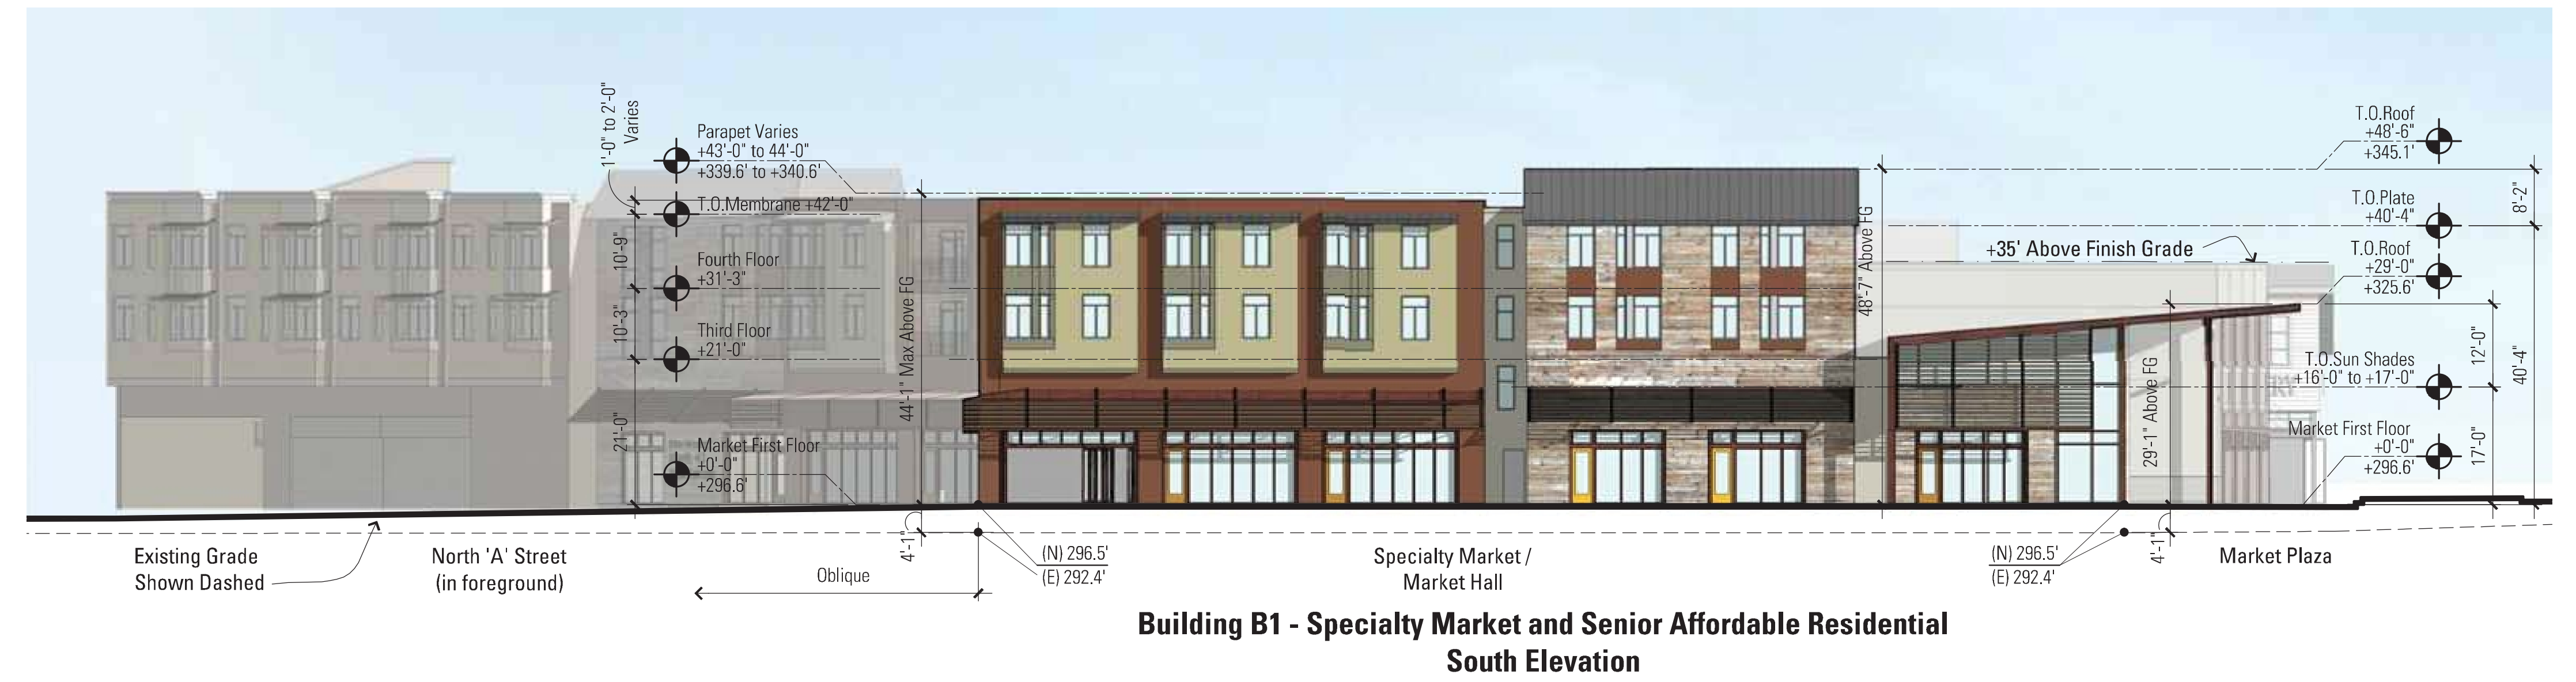 1'-0" to 2'-0"
Varies
Parapet Varies
+43'-0" to 44'-0"
+339.6' to +340.6'
T.O.Membrane +42'-0"
10'-9"
Fourth Floor
+31'-3"
10'-3"
Third Floor
+21'-0"
21'-0"
Market First Floor
+0'-0"
+296.6'
44'-1" Max Above FG
48'-7" Above FG
+35' Above Finish Grade
29'-1" Above FG
T.O.Roof
+48'-6"
+345.1'
T.O.Plate
+40'-4"
T.O.Roof
+29'-0"
+325.6'
T.O.Sun Shades
+16'-0" to +17'-0"
Market First Floor
+0'-0"
+296.6'
8'-2"
12'-0"
40'-4"
17'-0"
Existing Grade
Shown Dashed
North 'A' Street
(in foreground)
Oblique
4'-1"
(N) 296.5'
(E) 292.4'
Specialty Market /
Market Hall
(N) 296.5'
(E) 292.4'
4'-1"
Market Plaza
Building B1 - Specialty Market and Senior Affordable Residential
South Elevation